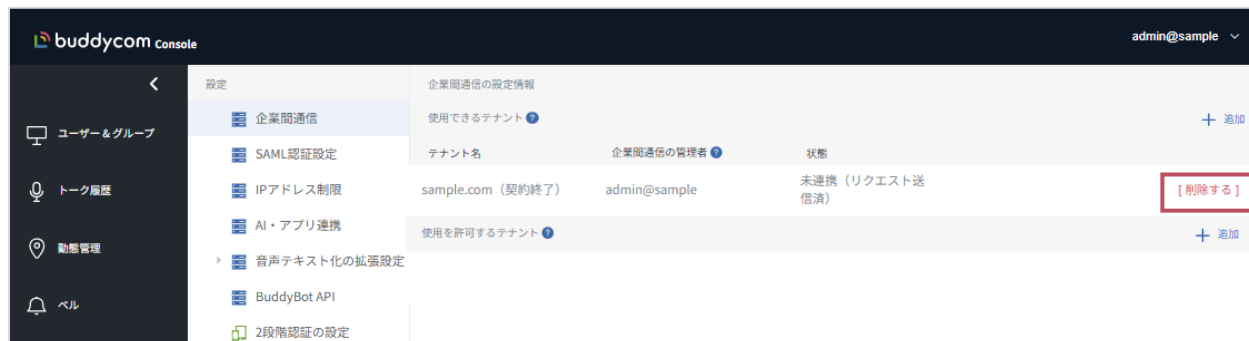 buddycom Console
admin@sample
設定
企業間通信の設定情報
企業間通信
使用できるテナント ?
+ 追加
ユーザー&グループ
SAML認証設定
テナント名
企業間通信の管理者 ?
状態
トーク履歴
IPアドレス制限
sample.com（契約終了）
admin@sample
未連携（リクエスト送
信済）
[ 削除する ]
AI・アプリ連携
使用を許可するテナント ?
+ 追加
動態管理
音声テキスト化の拡張設定
ベル
BuddyBot API
2段階認証の設定